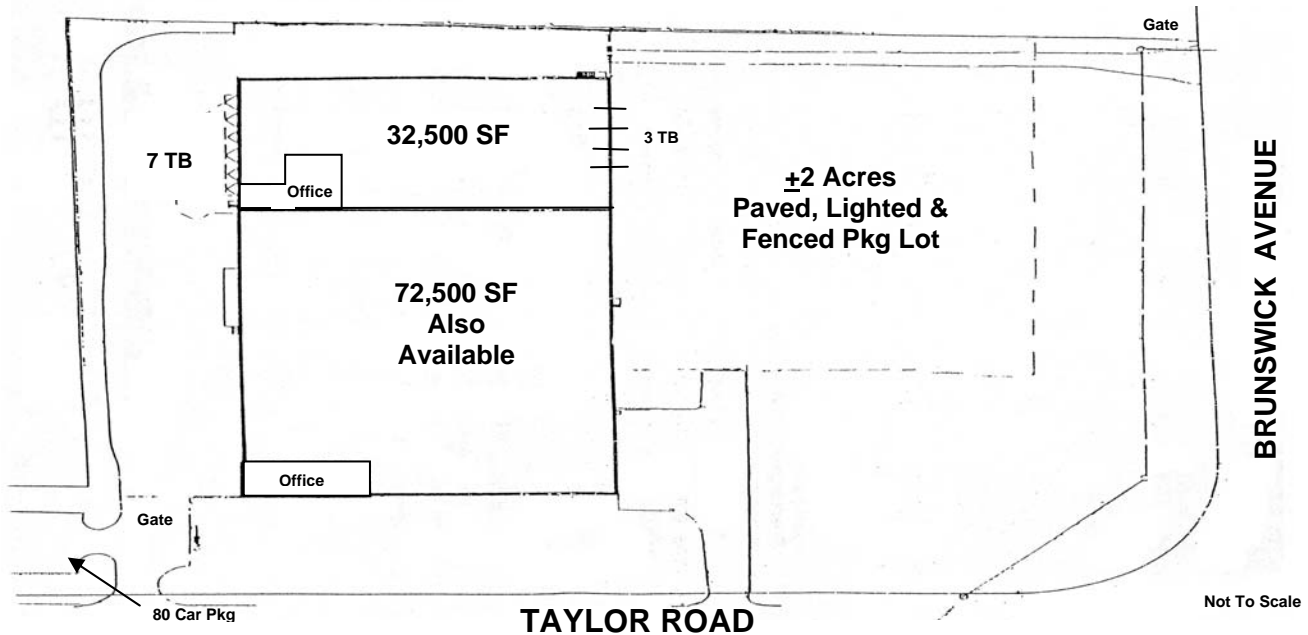 Gate
32,500 SF
7 TB
3 TB
Office
+2 Acres
Paved, Lighted &
Fenced Pkg Lot
BRUNSWICK AVENUE
72,500 SF
Also
Available
Office
Gate
80 Car Pkg
TAYLOR ROAD
Not To Scale